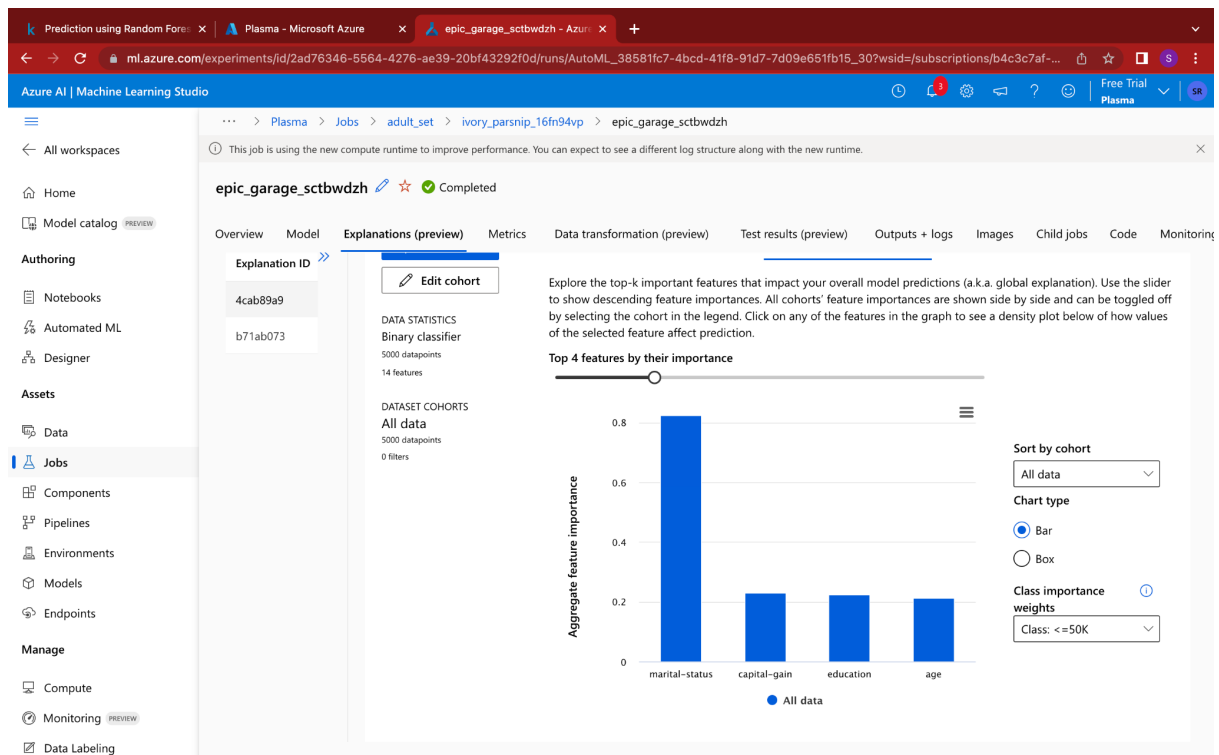 k Prediction using Random Fores
Plasma - Microsoft Azure
epic_garage_sctbwdzh - Azure
ml.azure.com/experiments/id/2ad76346-5564-4276-ae39-20bf43292f0d/runs/AutoML_38581fc7-4bcd-41f8-91d7-7d09e651fb15_30?wsid=/subscriptions/b4c3c7af-...
S
Azure AI | Machine Learning Studio
3
?
Free Trial
Plasma
SR
All workspaces
Home
Model catalog PREVIEW
Authoring
Notebooks
Automated ML
Designer
Assets
Data
Jobs
Components
Pipelines
Environments
Models
Endpoints
Manage
Compute
Monitoring PREVIEW
Data Labeling
··· > Plasma > Jobs > adult_set > ivory_parsnip_16fn94vp > epic_garage_sctbwdzh
This job is using the new compute runtime to improve performance. You can expect to see a different log structure along with the new runtime.
epic_garage_sctbwdzh Completed
Overview Model Explanations (preview) Metrics Data transformation (preview) Test results (preview) Outputs + logs Images Child jobs Code Monitoring
Explanation ID
4cab89a9
b71ab073
Edit cohort
DATA STATISTICS
Binary classifier
5000 datapoints
14 features
DATASET COHORTS
All data
5000 datapoints
0 filters
Explore the top-k important features that impact your overall model predictions (a.k.a. global explanation). Use the slider
to show descending feature importances. All cohorts' feature importances are shown side by side and can be toggled off
by selecting the cohort in the legend. Click on any of the features in the graph to see a density plot below of how values
of the selected feature affect prediction.
Top 4 features by their importance
Aggregate feature importance
0.8
0.6
0.4
0.2
0
marital-status capital-gain education age
All data
Sort by cohort
All data
Chart type
Bar
Box
Class importance
weights
Class: <=50K